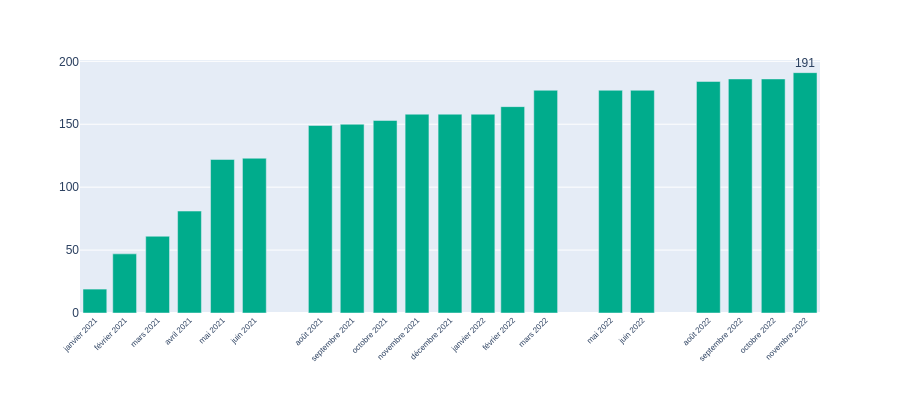 200
150
100
50
0
191
janvier 2021
février 2021
mars 2021
avril 2021
mai 2021
juin 2021
août 2021
septembre 2021
octobre 2021
novembre 2021
décembre 2021
janvier 2022
février 2022
mars 2022
mai 2022
juin 2022
août 2022
septembre 2022
octobre 2022
novembre 2022